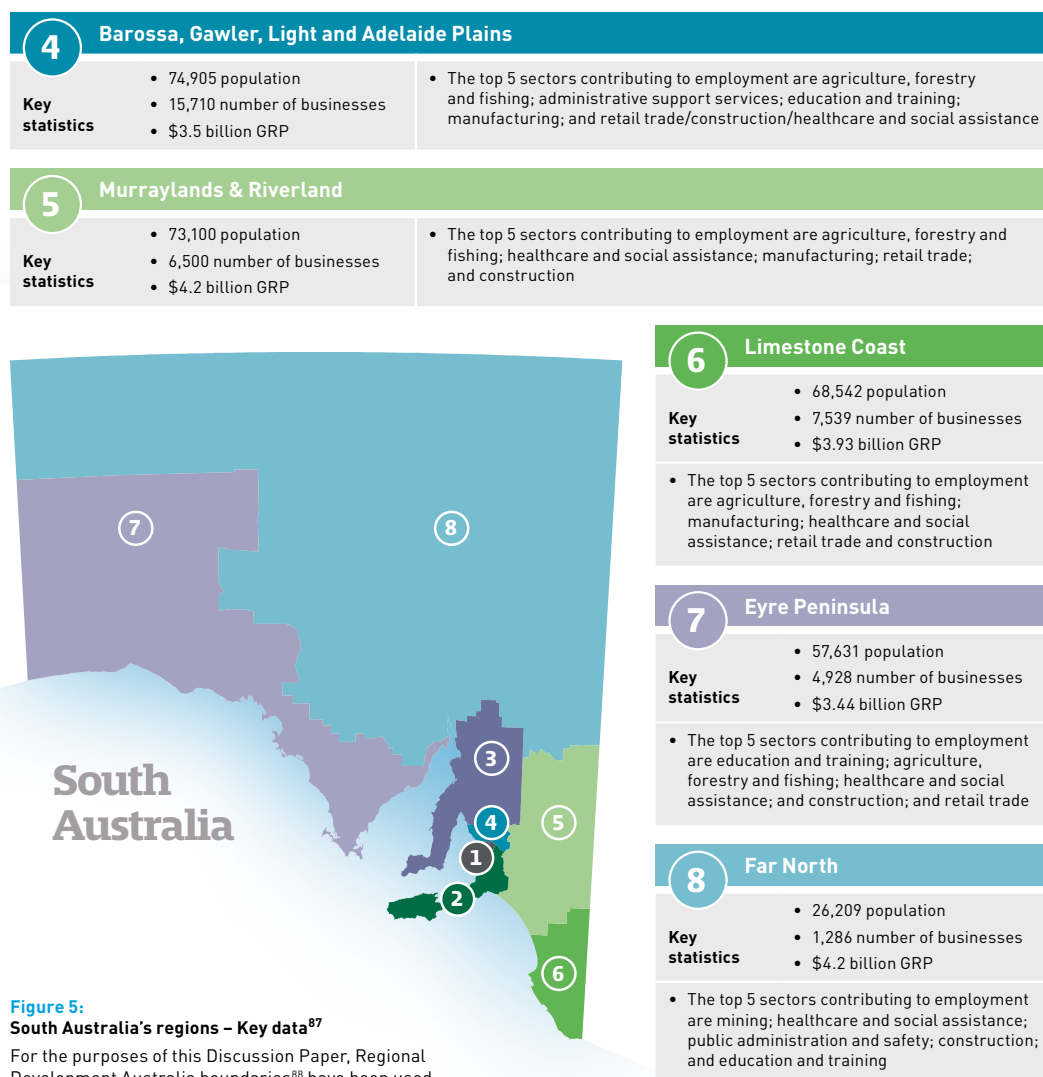 4
Barossa, Gawler, Light and Adelaide Plains
Key
statistics
• 74,905 population
• 15,710 number of businesses
• $3.5 billion GRP
• The top 5 sectors contributing to employment are agriculture, forestry
and fishing; administrative support services; education and training;
manufacturing; and retail trade/construction/healthcare and social assistance
5
Murraylands & Riverland
Key
statistics
• 73,100 population
• 6,500 number of businesses
• $4.2 billion GRP
• The top 5 sectors contributing to employment are agriculture, forestry and
fishing; healthcare and social assistance; manufacturing; retail trade;
and construction
6
Limestone Coast
Key
statistics
• 68,542 population
• 7,539 number of businesses
• $3.93 billion GRP
• The top 5 sectors contributing to employment
are agriculture, forestry and fishing;
manufacturing; healthcare and social
assistance; retail trade and construction
7
Eyre Peninsula
Key
statistics
• 57,631 population
• 4,928 number of businesses
• $3.44 billion GRP
• The top 5 sectors contributing to employment
are education and training; agriculture,
forestry and fishing; healthcare and social
assistance; and construction; and retail trade
8
Far North
Key
statistics
• 26,209 population
• 1,286 number of businesses
• $4.2 billion GRP
• The top 5 sectors contributing to employment
are mining; healthcare and social assistance;
public administration and safety; construction;
and education and training
7
8
3
4
5
1
2
6
South
Australia
Figure 5:
South Australia's regions – Key data87
For the purposes of this Discussion Paper, Regional
Development Australia boundaries88 have been used